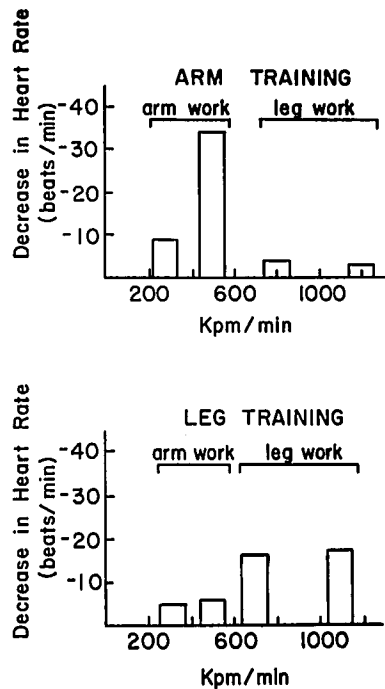 ARM TRAINING
arm work leg work
Decrease in Heart Rate
(beats/min)
-40
-30
-20
-10
200 600 1000
Kpm/min
LEG TRAINING
arm work leg work
Decrease in Heart Rate
(beats/min)
-40
-30
-20
-10
200 600 1000
Kpm/min